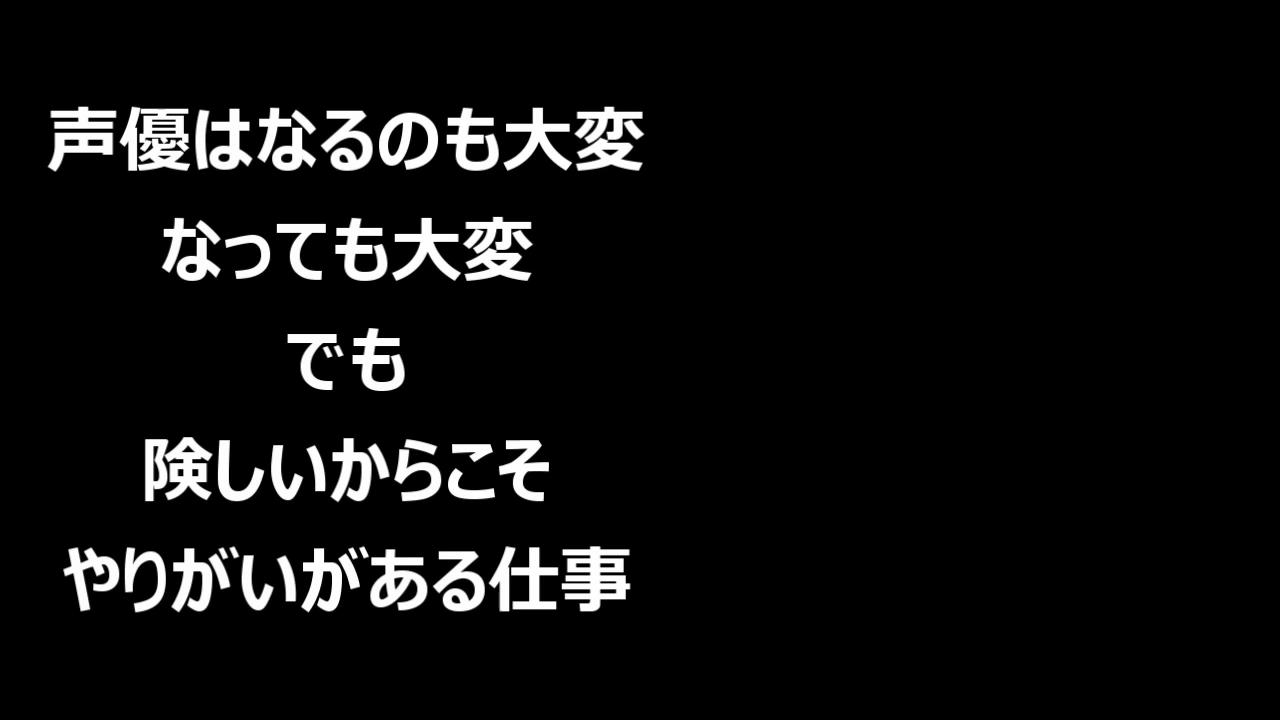 声優はなるのも大変
なっても大変
でも
険しいからこそ
やりがいがある仕事